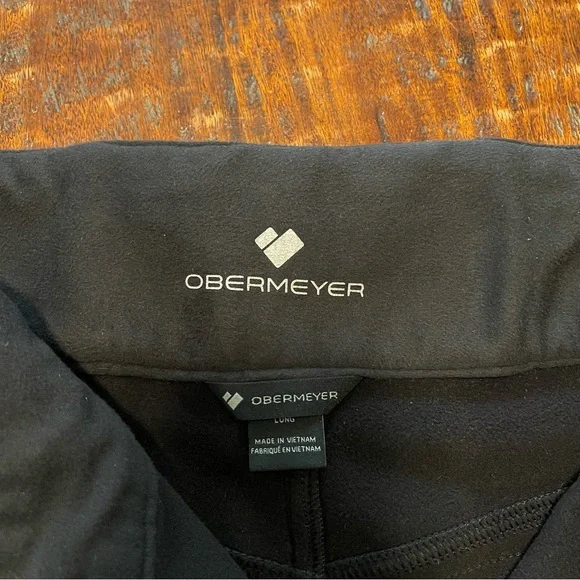 OBERMEYER
OBERMEYER
LONG
MADE IN VIETNAM
FABRIQUÉ EN VIETNAM